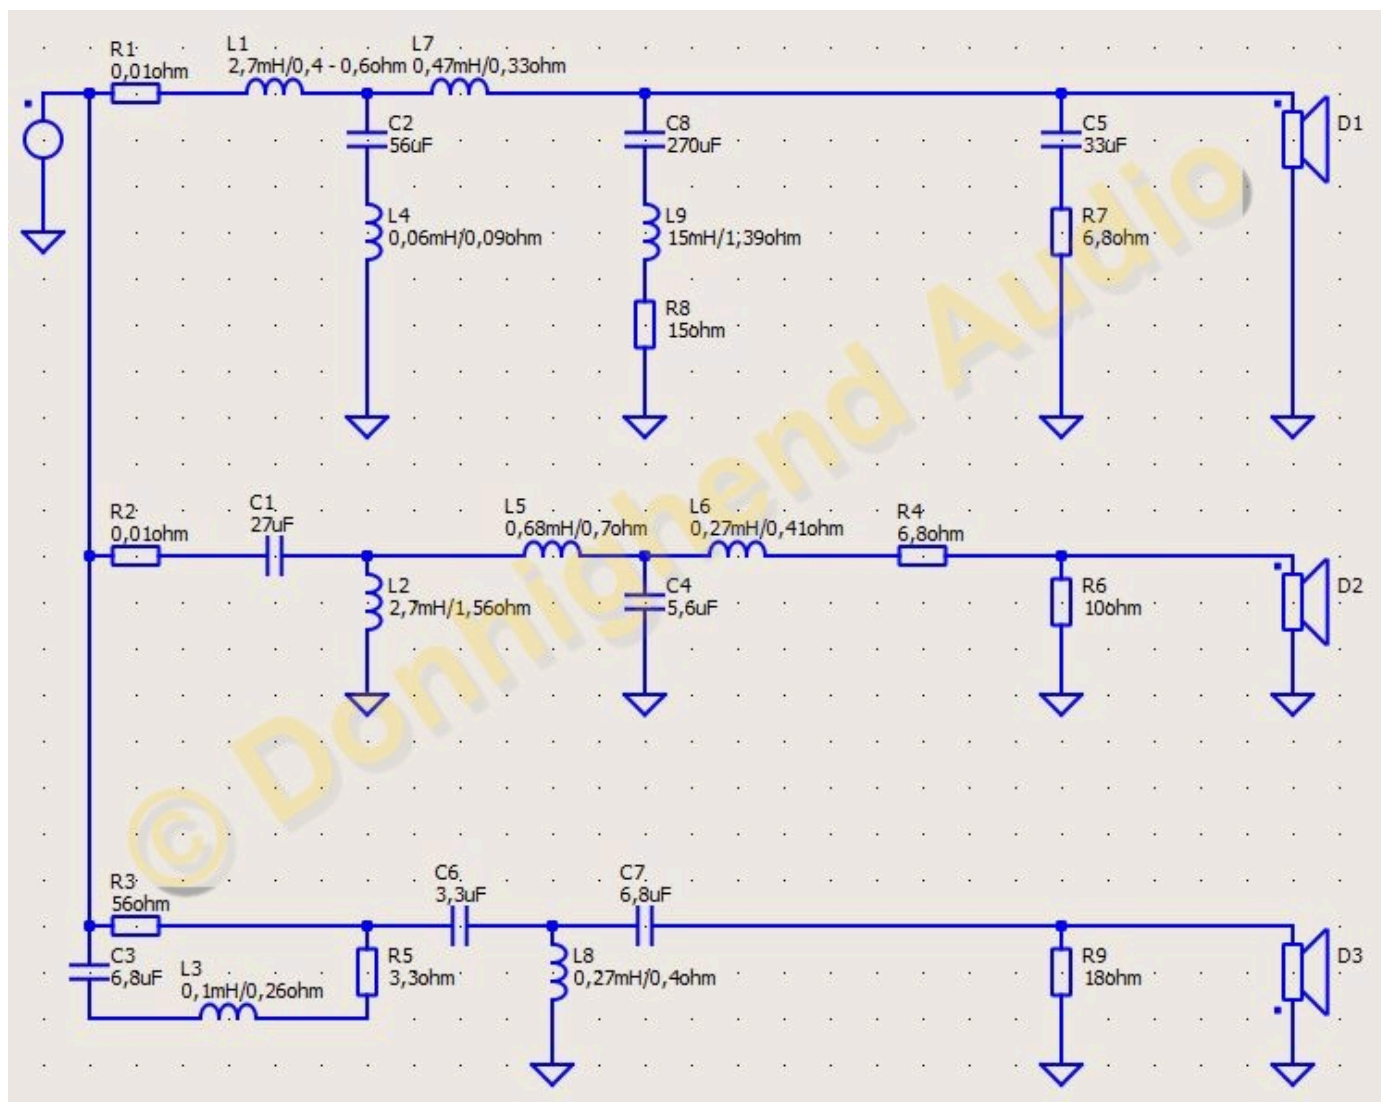 R1
0,01ohm
L1
2,7mH/0,4 - 0,6ohm
L7
0,47mH/0,33ohm
C2
56uF
C8
270uF
C5
33uF
D1
L4
0,06mH/0,09ohm
L9
15mH/1,39ohm
R7
6,8ohm
R8
15ohm
R2
0,01ohm
C1
27uF
L5
0,68mH/0,7ohm
L6
0,27mH/0,41ohm
R4
6,8ohm
L2
2,7mH/1,56ohm
C4
5,6uF
R6
10ohm
D2
R3
56ohm
C6
3,3uF
C7
6,8uF
C3
6,8uF
L3
0,1mH/0,26ohm
R5
3,3ohm
L8
0,27mH/0,4ohm
R9
18ohm
D3
© Donhighend Audio